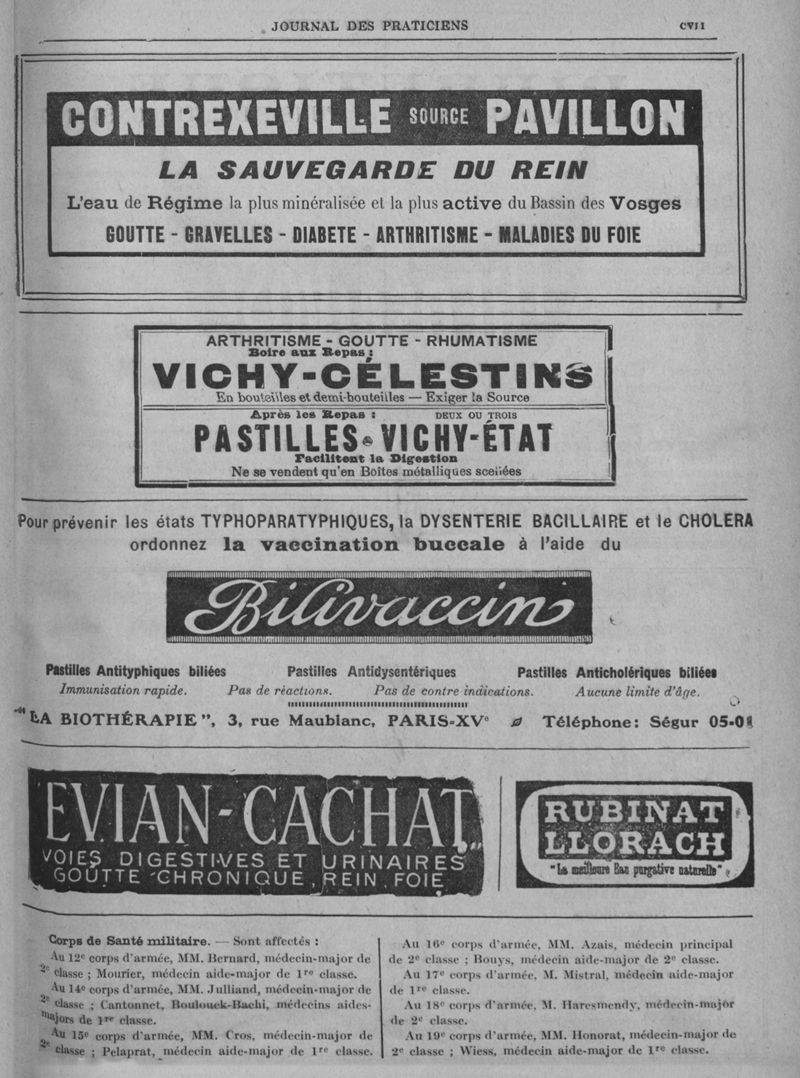 JOURNAL DES PRATICIENS CVII
CONTREXEVILLE SOURCE PAVILLON
LA SAUVEGARDE DU REIN
L'eau de Régime la plus minéralisée et la plus active du Bassin des Vosges
GOUTTE - GRAVELLES - DIABETE - ARTHRITISME - MALADIES DU FOIE
ARTHRITISME - GOUTTE - RHUMATISME
Boire aux Repas :
VICHY-CÉLESTINS
En bouteilles et demi-bouteilles — Exiger la Source
Après les Repas : DEUX OU TROIS
PASTILLES VICHY-ÉTAT
Facilitent la Digestion
Ne se vendent qu'en Boîtes métalliques scellées
Pour prévenir les états TYPHOPARATYPHIQUES, la DYSENTERIE BACILLAIRE et le CHOLERA
ordonnez la vaccination buccale à l'aide du
Bilivaccin
Pastilles Antityphiques biliées Pastilles Antidysentériques Pastilles Anticholériques biliées
Immunisation rapide. Pas de réactions. Pas de contre indications. Aucune limite d'âge.
"LA BIOTHÉRAPIE", 3, rue Maublanc, PARIS-XVe Téléphone: Ségur 05-01
EVIAN-CACHAT
VOIES DIGESTIVES ET URINAIRES
GOUTTE CHRONIQUE, REIN, FOIE
RUBINAT
LLORACH
"La meilleure Eau purgative naturelle"
Corps de Santé militaire. — Sont affectés :
Au 12e corps d'armée, MM. Bernard, médecin-major de
2e classe ; Mourier, médecin aide-major de 1re classe.
Au 14e corps d'armée, MM. Julliand, médecin-major de
2e classe ; Cantonnet, Boulouck-Bachi, médecins aides-
majors de 1re classe.
Au 15e corps d'armée, MM. Cros, médecin-major de
2e classe ; Pelaprat, médecin aide-major de 1re classe.
Au 16e corps d'armée, MM. Azais, médecin principal
de 2e classe ; Bouys, médecin aide-major de 2e classe.
Au 17e corps d'armée, M. Mistral, médecin aide-major
de 1re classe.
Au 18e corps d'armée, M. Haresmendy, médecin-major
de 2e classe.
Au 19e corps d'armée, MM. Honorat, médecin-major de
2e classe ; Wiess, médecin aide-major de 1re classe.